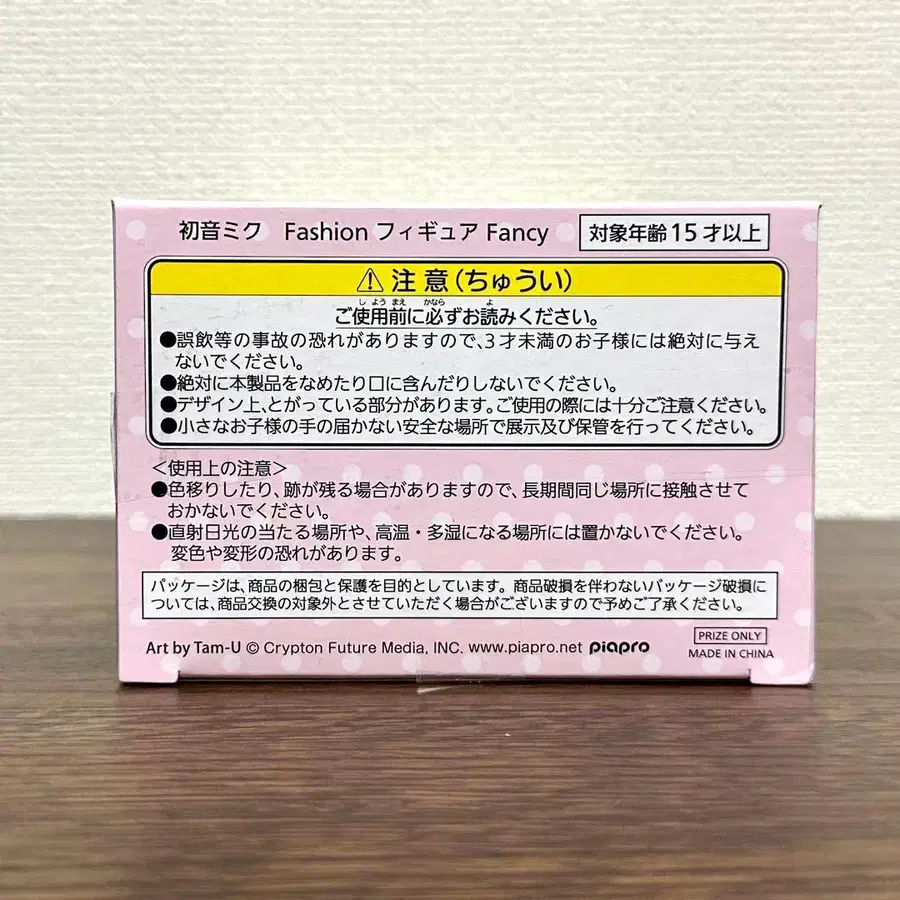 初音ミク Fashion フィギュア Fancy 対象年齢15才以上
⚠ 注意(ちゅうい)
しようまえ かなら よ
ご使用前に必ずお読みください。
●誤飲等の事故の恐れがありますので、3才未満のお子様には絶対に与え
ないでください。
●絶対に本製品をなめたり口に含んだりしないでください。
●デザイン上、とがっている部分があります。ご使用の際には十分ご注意ください。
●小さなお子様の手の届かない安全な場所で展示及び保管を行ってください。
<使用上の注意>
●色移りしたり、跡が残る場合がありますので、長期間同じ場所に接触させて
おかないでください。
●直射日光の当たる場所や、高温・多湿になる場所には置かないでください。
変色や変形の恐れがあります。
パッケージは、商品の梱包と保護を目的としています。商品破損を伴わないパッケージ破損に
ついては、商品交換の対象外とさせていただく場合がございますので予めご了承ください。
Art by Tam-U © Crypton Future Media, INC. www.piapro.net piapro
PRIZE ONLY
MADE IN CHINA